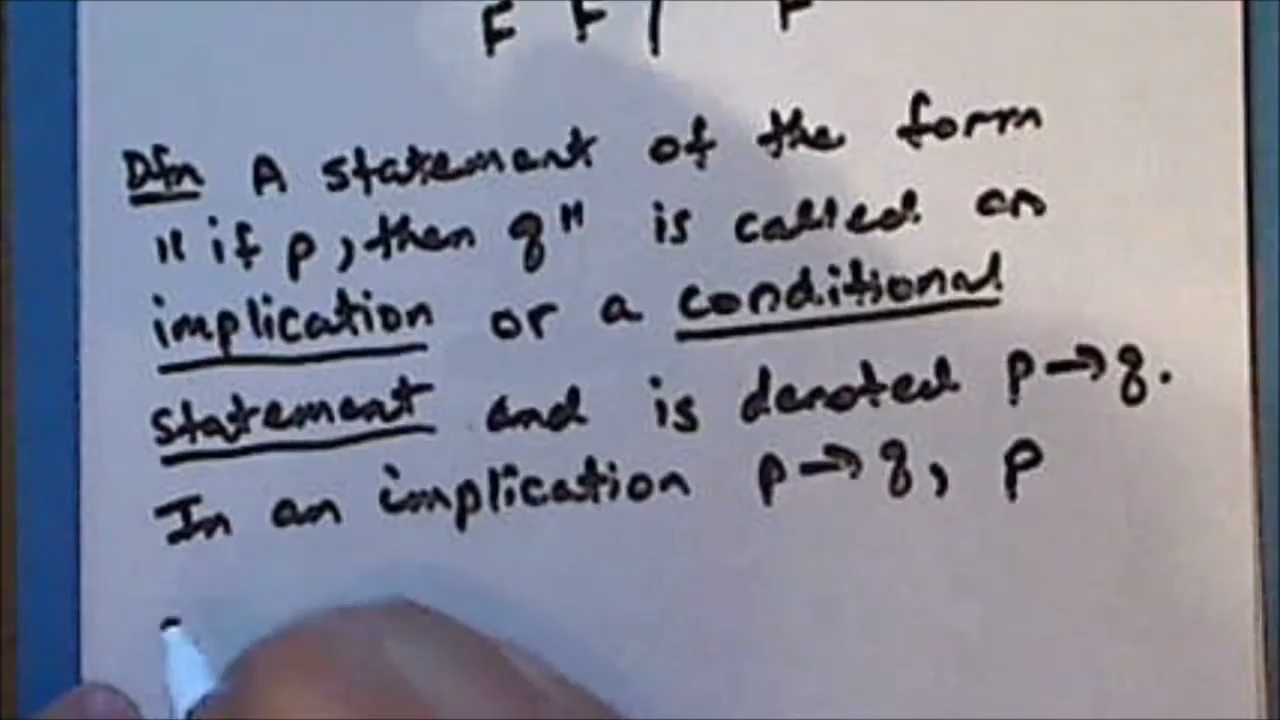 F F | F
Dfn A statement of the form
"if p, then q" is called an
implication or a conditional
statement and is denoted p→q.
In an implication p→q, p